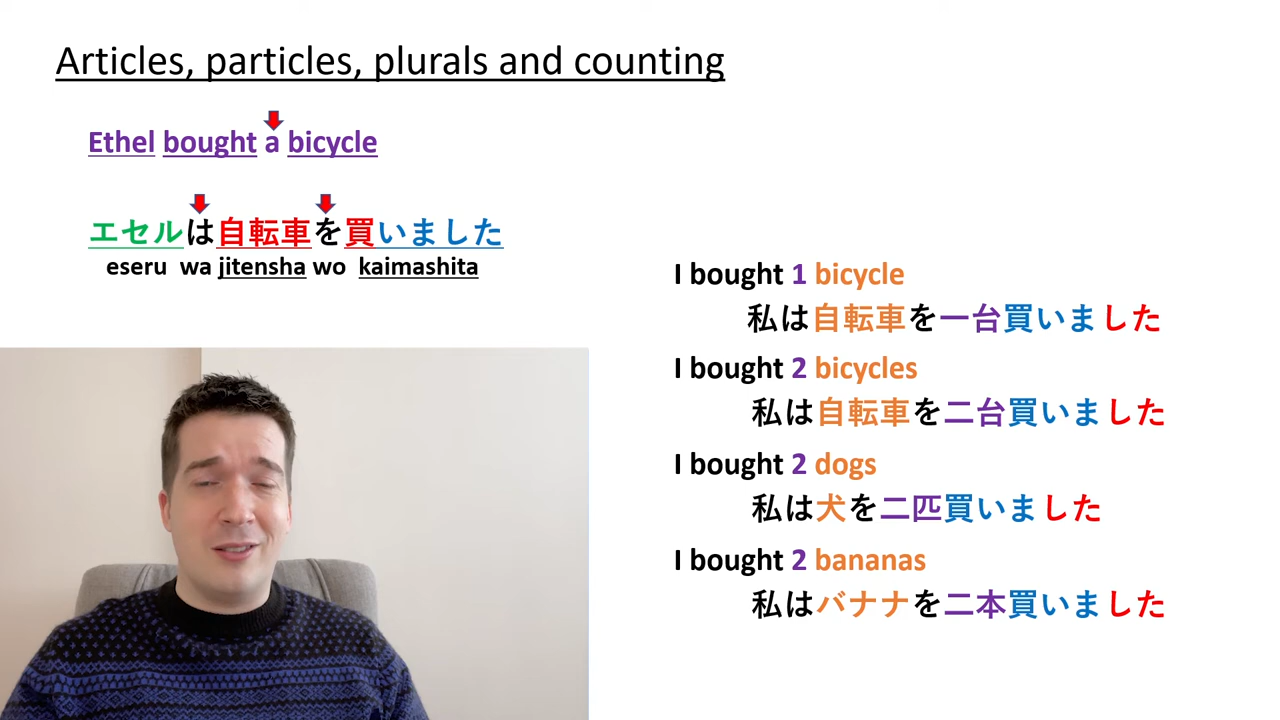 Articles, particles, plurals and counting
Ethel bought a bicycle
エセルは自転車を買いました
eseru wa jitensha wo kaimashita
I bought 1 bicycle
私は自転車を一台買いました
I bought 2 bicycles
私は自転車を二台買いました
I bought 2 dogs
私は犬を二匹買いました
I bought 2 bananas
私はバナナを二本買いました